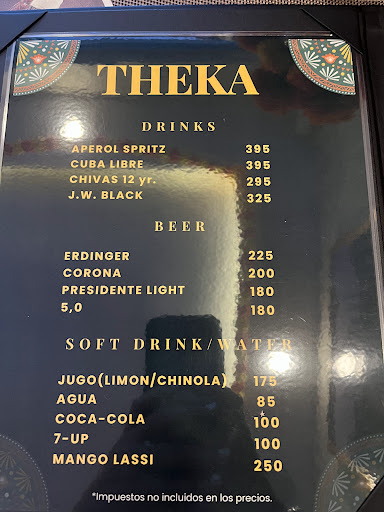 THEKA
DRINKS
APEROL SPRITZ 395
CUBA LIBRE 395
CHIVAS 12 yr. 295
J.W. BLACK 325
BEER
ERDINGER 225
CORONA 200
PRESIDENTE LIGHT 180
5,0 180
SOFT DRINK/WATER
JUGO(LIMON/CHINOLA) 175
AGUA 85
COCA-COLA 100
7-UP 100
MANGO LASSI 250
*Impuestos no incluidos en los precios.